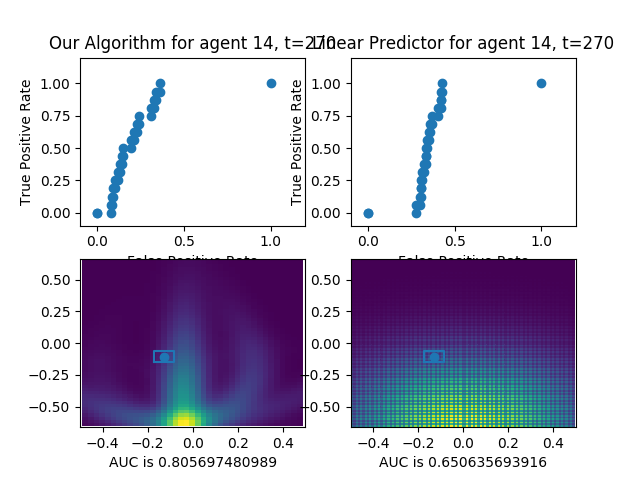 Our Algorithm for agent 14, t=270
Linear Predictor for agent 14, t=270
True Positive Rate
1.00
0.75
0.50
0.25
0.00
0.0 0.5 1.0
False Positive Rate
True Positive Rate
1.00
0.75
0.50
0.25
0.00
0.0 0.5 1.0
False Positive Rate
0.50
0.25
0.00
−0.25
−0.50
−0.4 −0.2 0.0 0.2 0.4
AUC is 0.805697480989
0.50
0.25
0.00
−0.25
−0.50
−0.4 −0.2 0.0 0.2 0.4
AUC is 0.650635693916